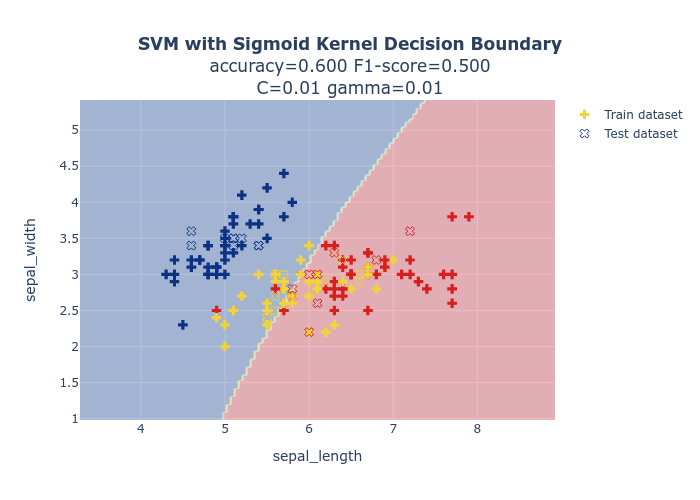 SVM with Sigmoid Kernel Decision Boundary
accuracy=0.600 F1-score=0.500
C=0.01 gamma=0.01
Train dataset
Test dataset
5
4.5
4
3.5
3
2.5
2
1.5
1
sepal_width
4 5 6 7 8
sepal_length